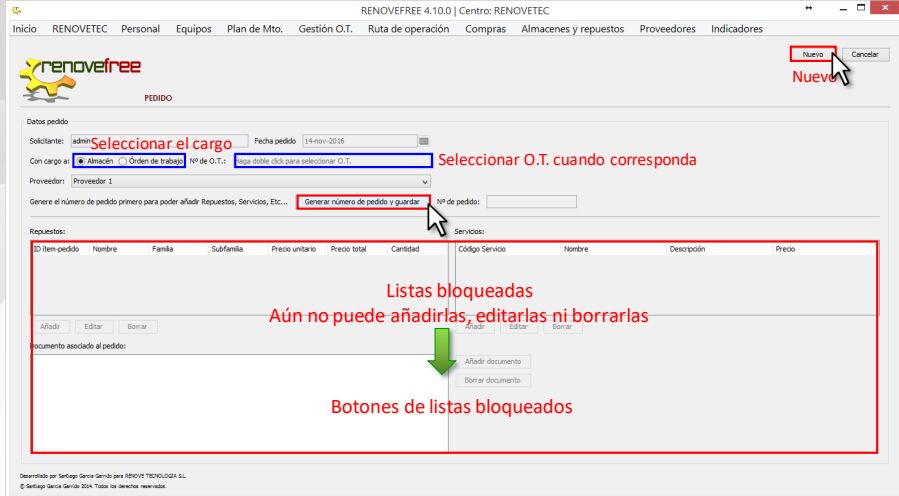 RENOVEFREE 4.10.0 | Centro: RENOVETEC
Inicio RENOVETEC Personal Equipos Plan de Mto. Gestión O.T. Ruta de operación Compras Almacenes y repuestos Proveedores Indicadores
Nuevo Cancelar
Nuevo
renovefree
PEDIDO
Datos pedido
Solicitante: admin Fecha pedido 14-nov-2016
Seleccionar el cargo
Con cargo a: Almacén Órden de trabajo Nº de O.T.: Haga doble click para seleccionar O.T. Seleccionar O.T. cuando corresponda
Proveedor: Proveedor 1
Genere el número de pedido primero para poder añadir Repuestos, Servicios, Etc... Generar número de pedido y guardar Nº de pedido:
Repuestos: Servicios:
ID ítem-pedido Nombre Familia Subfamilia Precio unitario Precio total Cantidad Código Servicio Nombre Descripción Precio
Listas bloqueadas
Aún no puede añadirlas, editarlas ni borrarlas
Añadir Editar Borrar Añadir Editar Borrar
Documento asociado al pedido:
Añadir documento
Borrar documento
Botones de listas bloqueados
Desarrollado por Santiago García Garrido para RENOVE TECNOLOGÍA S.L.
© Santiago García Garrido 2014. Todos los derechos reservados.